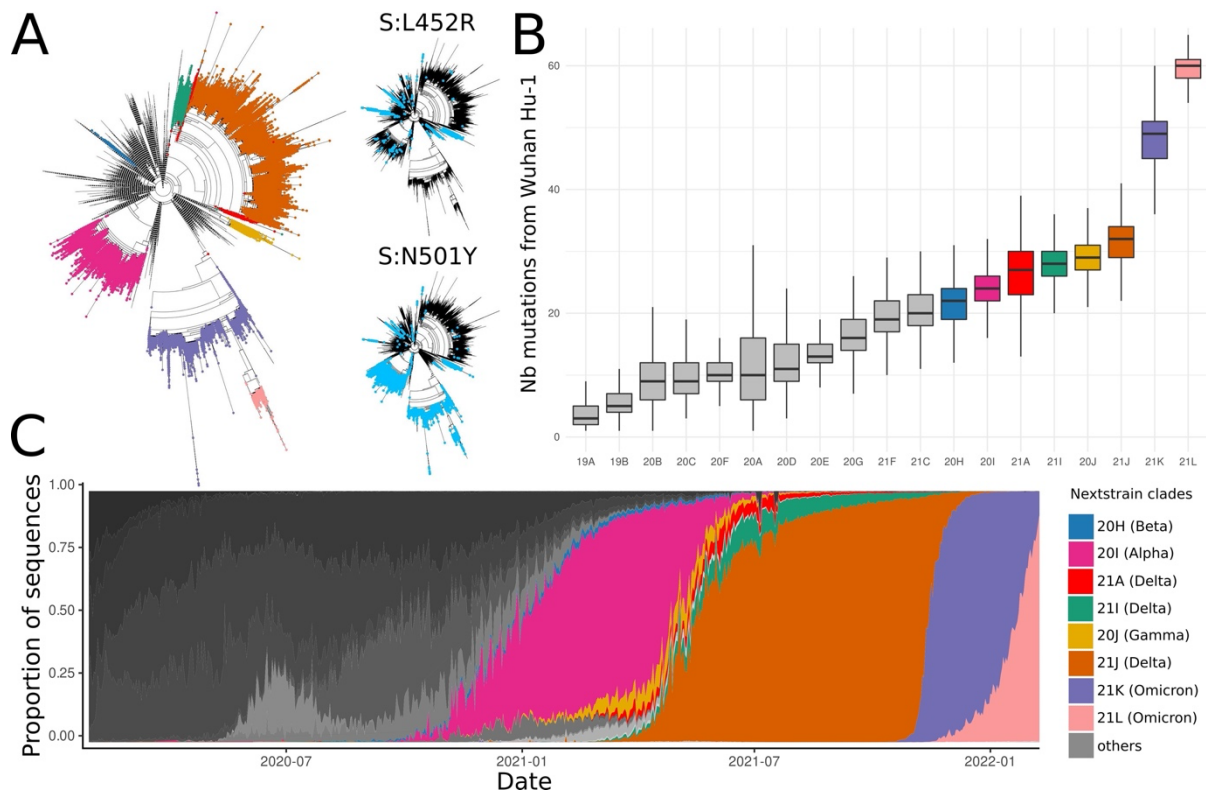 A
S:L452R
S:N501Y
B
Nb mutations from Wuhan Hu-1
60
40
20
0
19A 19B 20B 20C 20F 20A 20D 20E 20G 21F 21C 20H 20I 21A 21I 20J 21J 21K 21L
C
Proportion of sequences
1.00
0.75
0.50
0.25
0.00
2020-07 2021-01 2021-07 2022-01
Date
Nextstrain clades
20H (Beta)
20I (Alpha)
21A (Delta)
21I (Delta)
20J (Gamma)
21J (Delta)
21K (Omicron)
21L (Omicron)
others